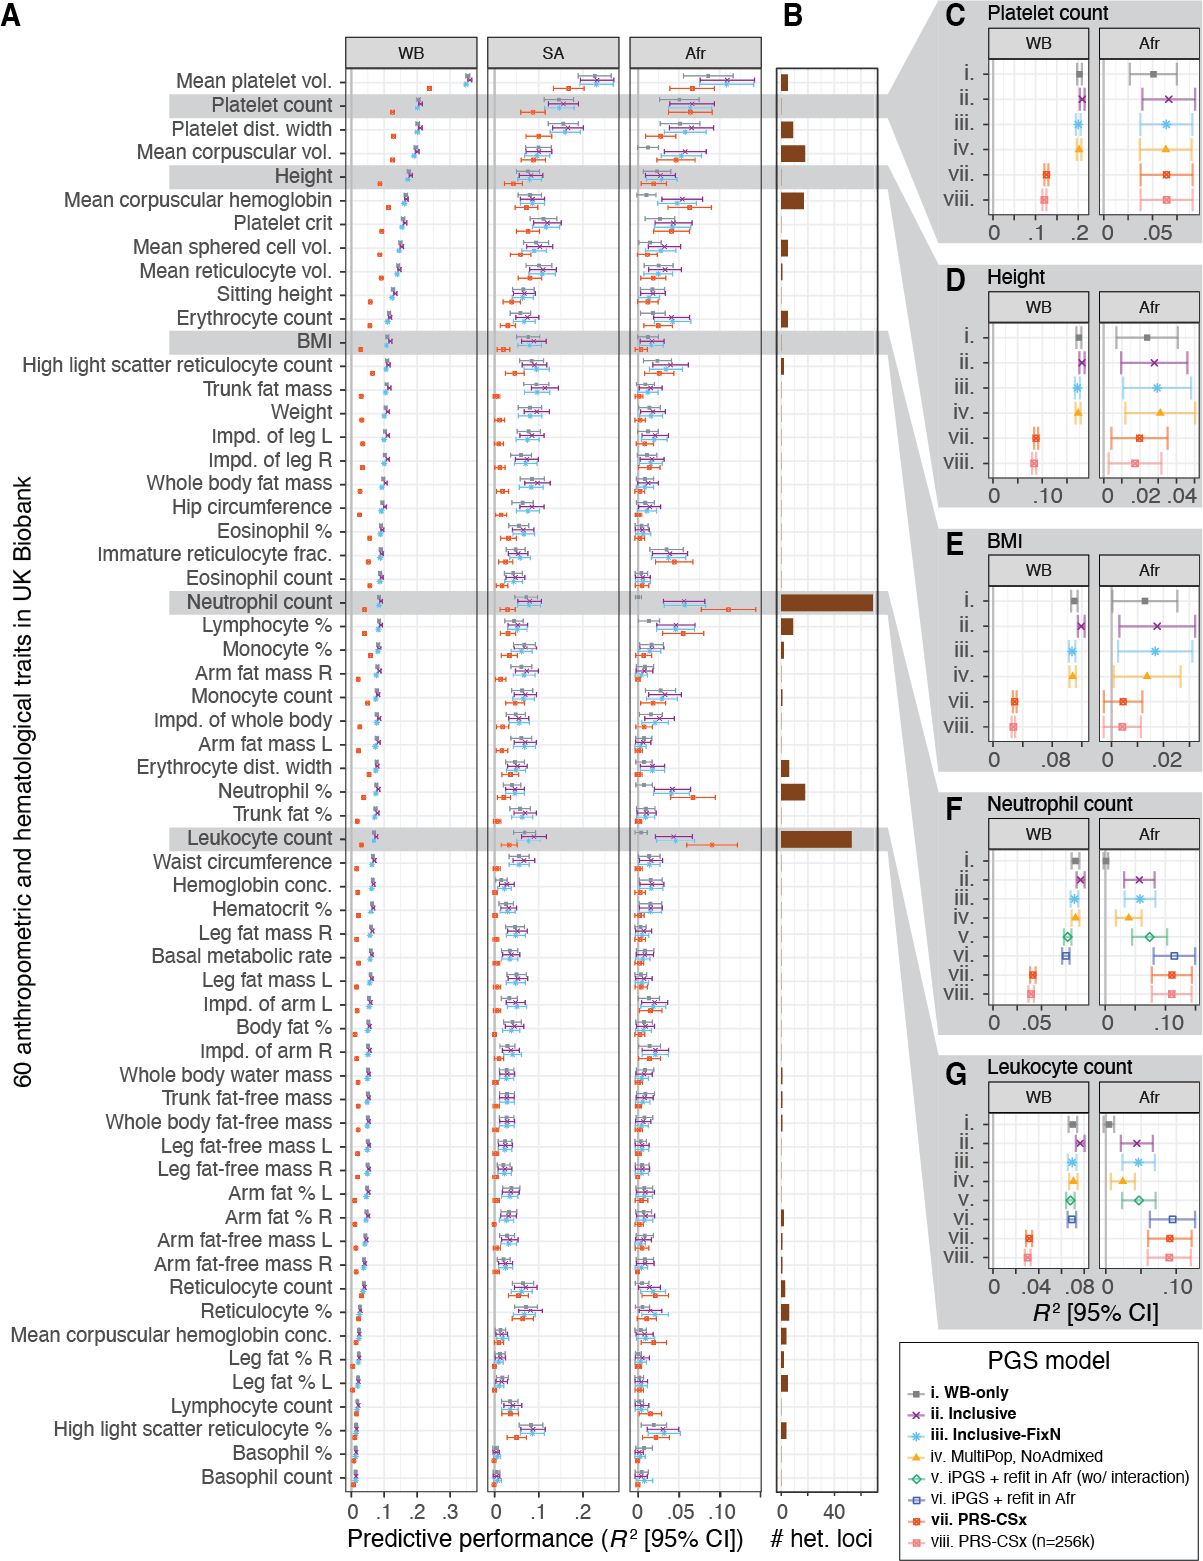 A
B
WB
SA
Afr
60 anthropometric and hematological traits in UK Biobank
Mean platelet vol.
Platelet count
Platelet dist. width
Mean corpuscular vol.
Height
Mean corpuscular hemoglobin
Platelet crit
Mean sphered cell vol.
Mean reticulocyte vol.
Sitting height
Erythrocyte count
BMI
High light scatter reticulocyte count
Trunk fat mass
Weight
Impd. of leg L
Impd. of leg R
Whole body fat mass
Hip circumference
Eosinophil %
Immature reticulocyte frac.
Eosinophil count
Neutrophil count
Lymphocyte %
Monocyte %
Arm fat mass R
Monocyte count
Impd. of whole body
Arm fat mass L
Erythrocyte dist. width
Neutrophil %
Trunk fat %
Leukocyte count
Waist circumference
Hemoglobin conc.
Hematocrit %
Leg fat mass R
Basal metabolic rate
Leg fat mass L
Impd. of arm L
Body fat %
Impd. of arm R
Whole body water mass
Trunk fat-free mass
Whole body fat-free mass
Leg fat-free mass L
Leg fat-free mass R
Arm fat % L
Arm fat % R
Arm fat-free mass L
Arm fat-free mass R
Reticulocyte count
Reticulocyte %
Mean corpuscular hemoglobin conc.
Leg fat % R
Leg fat % L
Lymphocyte count
High light scatter reticulocyte %
Basophil %
Basophil count
0 .1 .2 .3
0 .1 .2
0 .05 .10
0 40
Predictive performance (R² [95% CI])
# het. loci
C Platelet count
WB Afr
i.
ii.
iii.
iv.
vii.
viii.
0 .1 .2 0 .05
D Height
WB Afr
i.
ii.
iii.
iv.
vii.
viii.
0 .10 0 .02 .04
E BMI
WB Afr
i.
ii.
iii.
iv.
vii.
viii.
0 .08 0 .02
F Neutrophil count
WB Afr
i.
ii.
iii.
iv.
v.
vi.
vii.
viii.
0 .05 0 .10
G Leukocyte count
WB Afr
i.
ii.
iii.
iv.
v.
vi.
vii.
viii.
0 .04 .08 0 .10
R² [95% CI]
PGS model
i. WB-only
ii. Inclusive
iii. Inclusive-FixN
iv. MultiPop, NoAdmixed
v. iPGS + refit in Afr (wo/ interaction)
vi. iPGS + refit in Afr
vii. PRS-CSx
viii. PRS-CSx (n=256k)